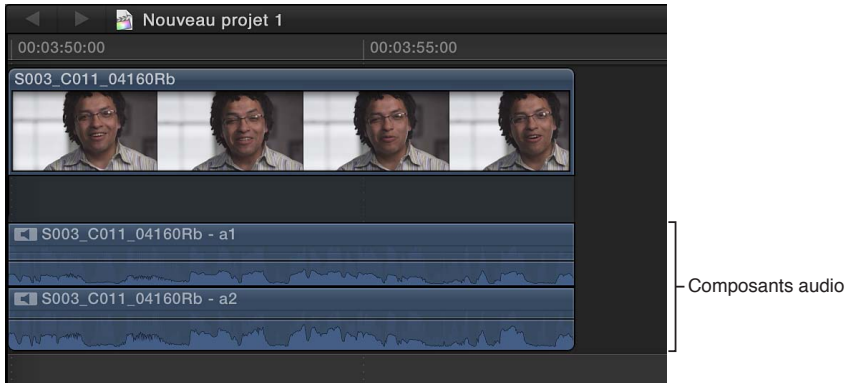 Nouveau projet 1
00:03:50:00 00:03:55:00
S003_C011_04160Rb
S003_C011_04160Rb - a1
Composants audio
S003_C011_04160Rb - a2